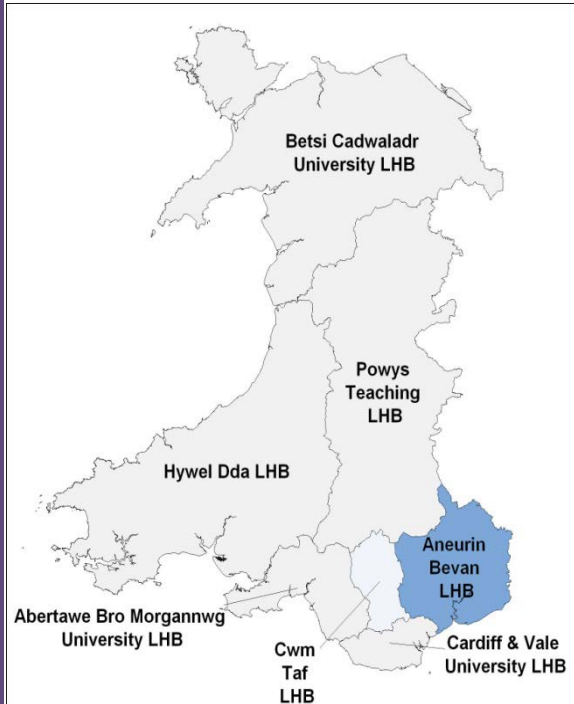 Betsi Cadwaladr
University LHB
Powys
Teaching
LHB
Hywel Dda LHB
Aneurin
Bevan
LHB
Abertawe Bro Morgannwg
University LHB
Cwm
Taf
LHB
Cardiff & Vale
University LHB